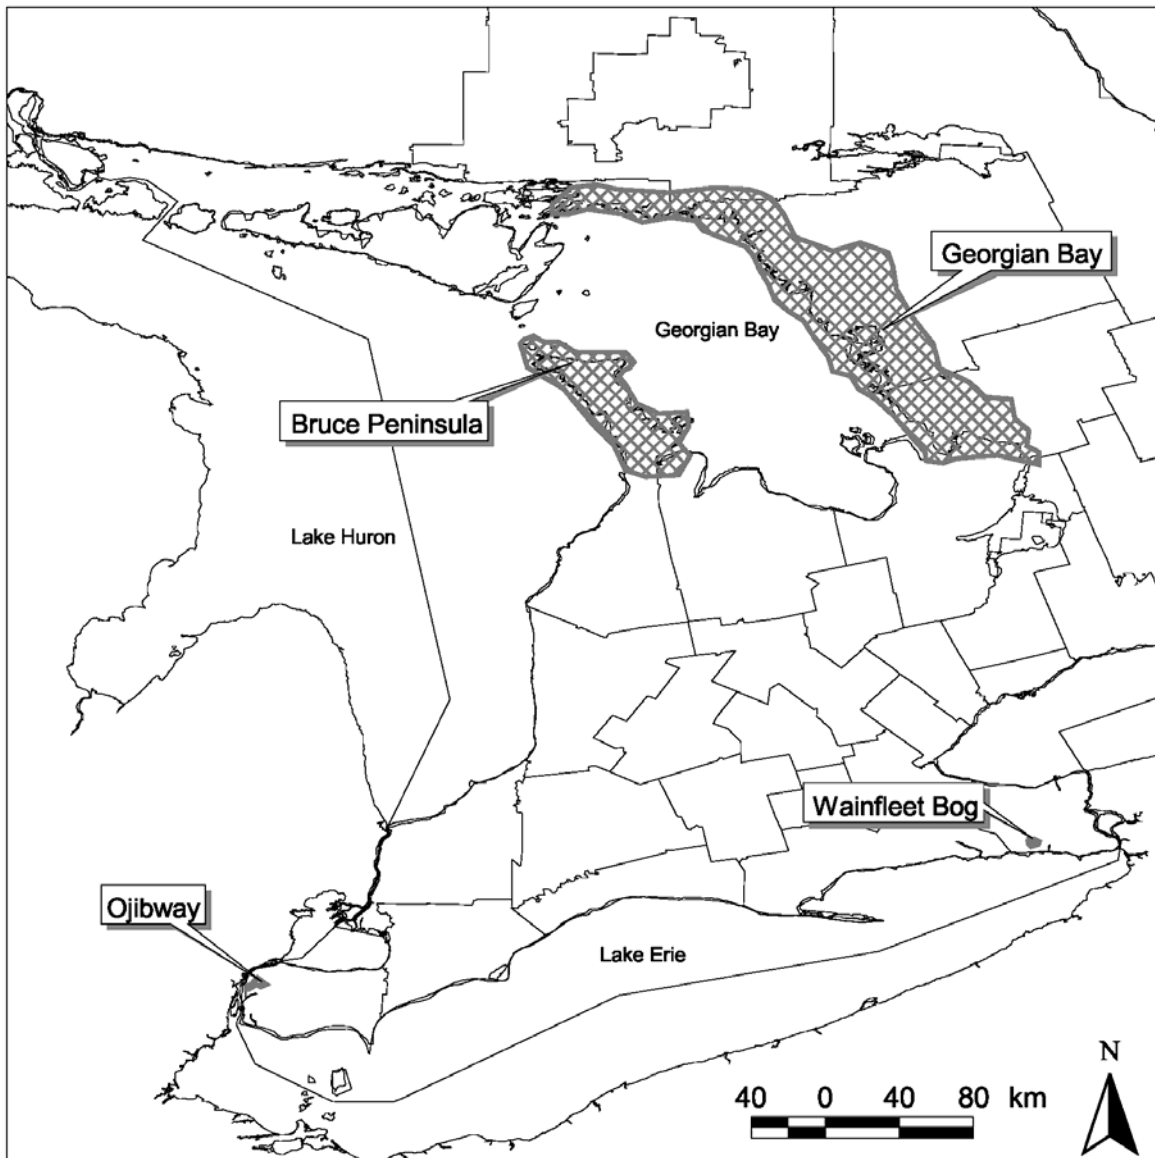 Georgian Bay
Georgian Bay
Bruce Peninsula
Lake Huron
Wainfleet Bog
Ojibway
Lake Erie
N
40 0 40 80 km